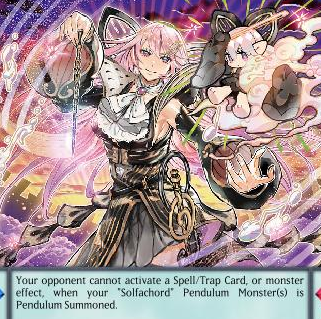 Your opponent cannot activate a Spell/Trap Card, or monster
effect, when your "Solfachord" Pendulum Monster(s) is
Pendulum Summoned.